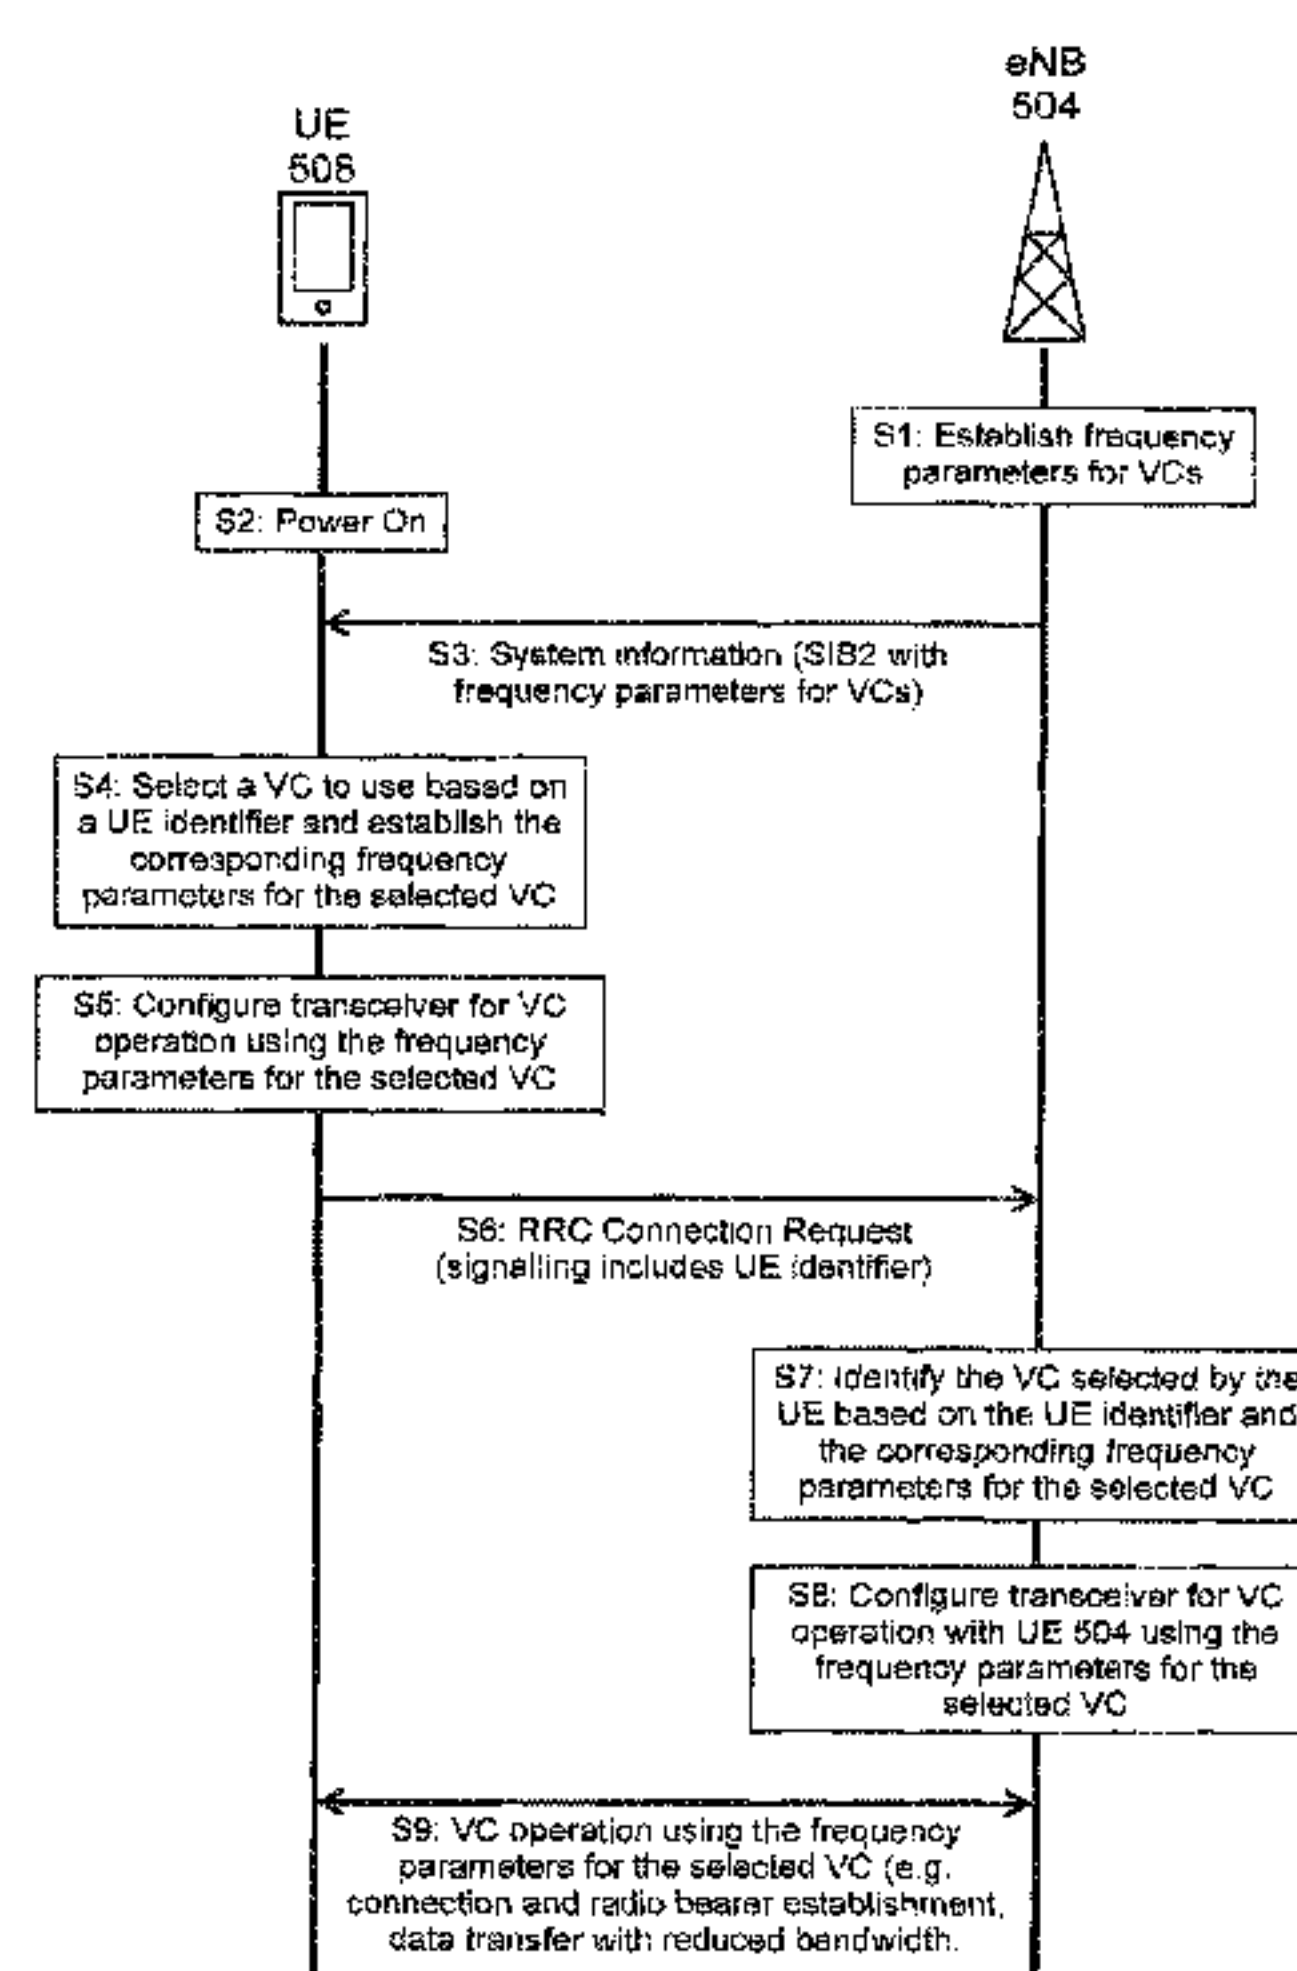 eNB
504
UE
508
S1: Establish frequency
parameters for VCs
S2: Power On
S3: System information (SIB2 with
frequency parameters for VCs)
S4: Select a VC to use based on
a UE identifier and establish the
corresponding frequency
parameters for the selected VC
S5: Configure transceiver for VC
operation using the frequency
parameters for the selected VC
S6: RRC Connection Request
(signalling includes UE identifier)
S7: Identify the VC selected by the
UE based on the UE identifier and
the corresponding frequency
parameters for the selected VC
S8: Configure transceiver for VC
operation with UE 504 using the
frequency parameters for the
selected VC
S9: VC operation using the frequency
parameters for the selected VC (e.g.
connection and radio bearer establishment,
data transfer with reduced bandwidth.